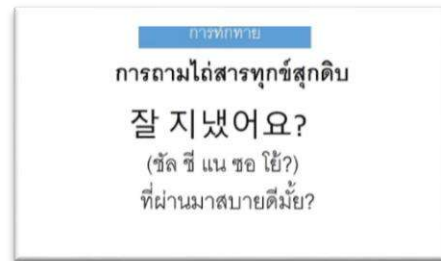 การทักทาย
การถามไถ่สารทุกข์สุกดิบ
잘 지냈어요?
(ชัล ชี แน ซอ โย้?)
ที่ผ่านมาสบายดีมั้ย?